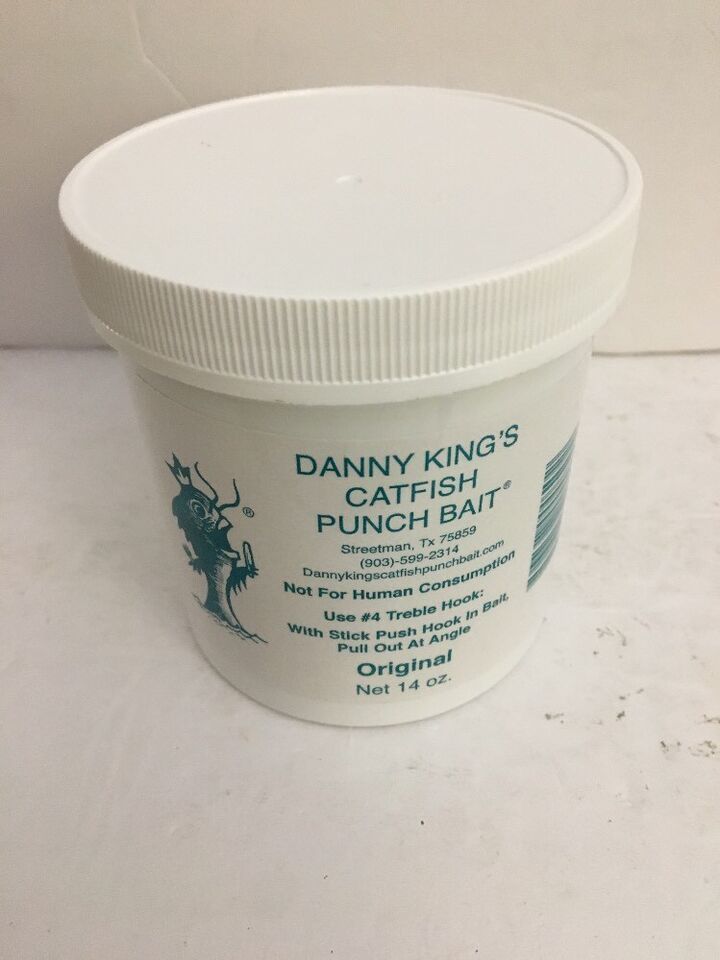 DANNY KING'S
CATFISH
PUNCH BAIT®
Streetman, Tx 75859
(903)-599-2314
Dannykingscatfishpunchbait.com
Not For Human Consumption
Use #4 Treble Hook:
With Stick Push Hook In Bait,
Pull Out At Angle
Original
Net 14 oz.
®